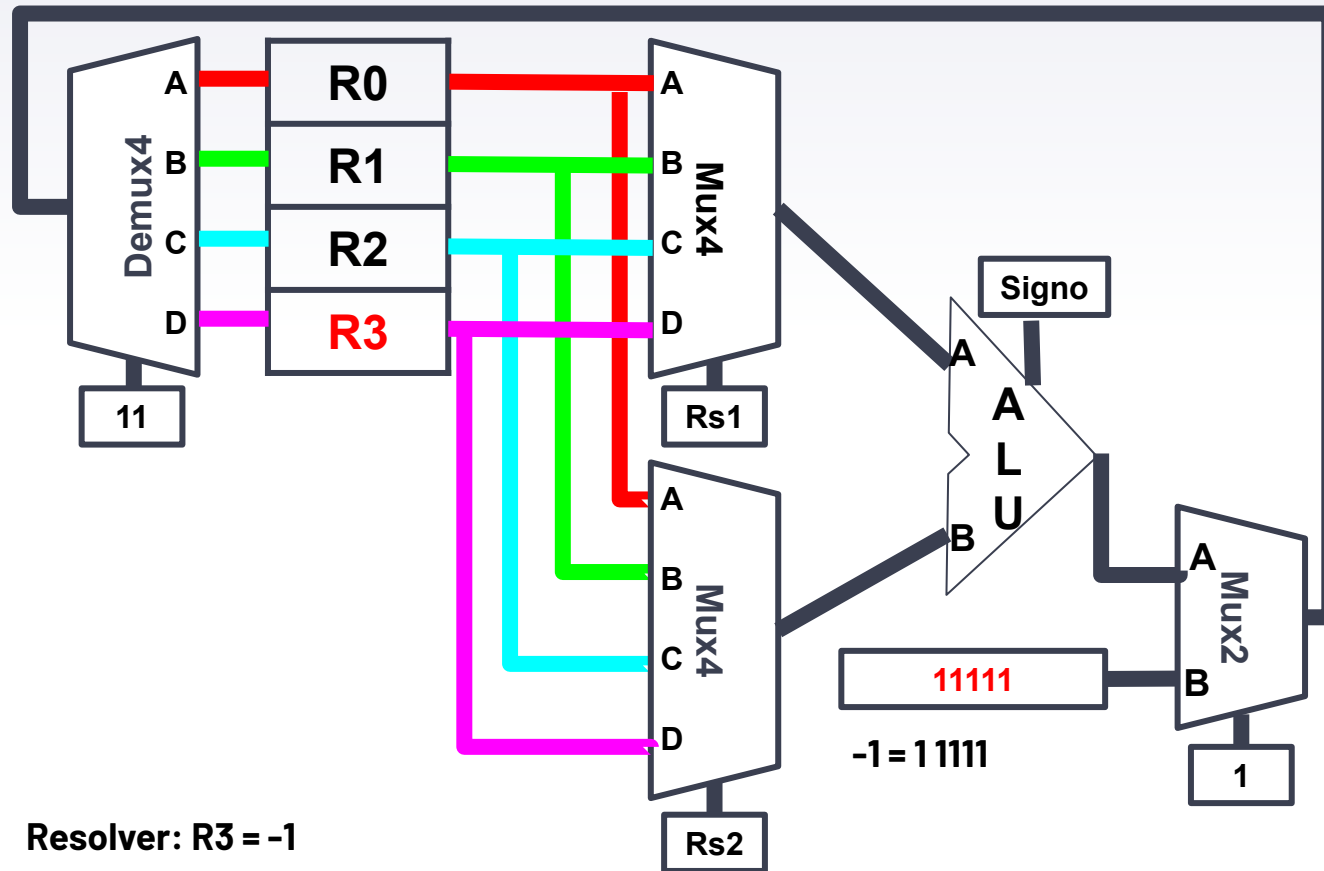 Demux4
A
B
C
D
11
R0
R1
R2
R3
Mux4
A
B
C
D
Rs1
Mux4
A
B
C
D
Rs2
Signo
A
B
A
L
U
11111
-1 = 1 1111
A
B
Mux2
1
Resolver: R3 = -1